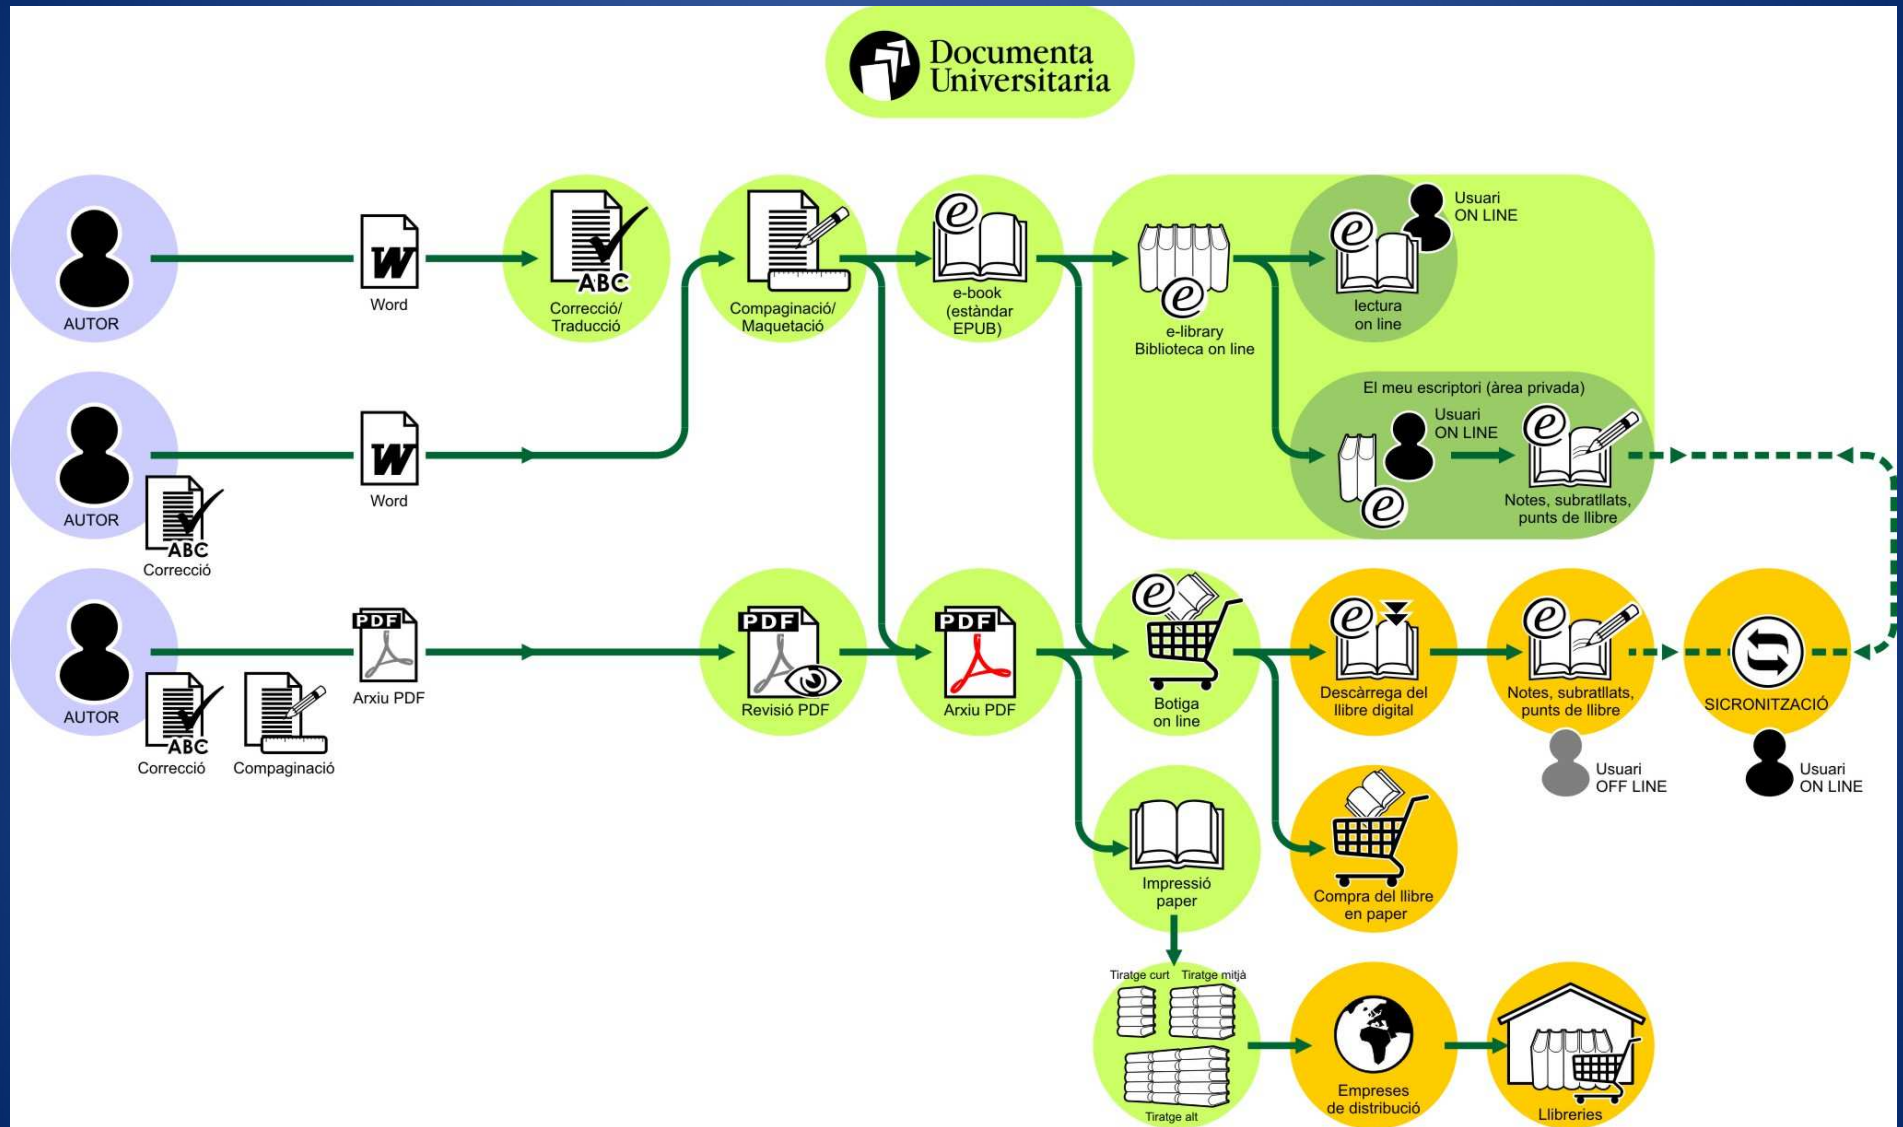 Documenta
Universitaria
AUTOR
W
Word
ABC
Correcció/
Traducció
Compaginació/
Maquetació
e
e-book
(estàndar
EPUB)
e
e-library
Biblioteca on line
e
Usuari
ON LINE
lectura
on line
AUTOR
ABC
Correcció
W
Word
El meu escriptori (àrea privada)
Usuari
ON LINE
e
e
Notes, subratllats,
punts de llibre
AUTOR
ABC
Correcció
Compaginació
PDF
Arxiu PDF
PDF
Revisió PDF
PDF
Arxiu PDF
e
Botiga
on line
e
Descàrrega del
llibre digital
e
Notes, subratllats,
punts de llibre
Usuari
OFF LINE
SICRONITZACIÓ
Usuari
ON LINE
Impressió
paper
Compra del llibre
en paper
Tiratge curt Tiratge mitjà
Tiratge alt
Empreses
de distribució
Llibreries